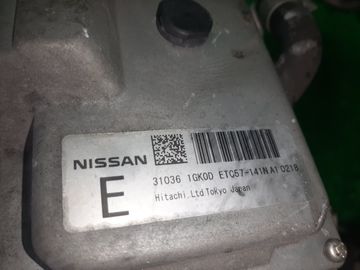 NISSAN
E
31036 1GK0D ETC57-141N A1 0218
Hitachi,Ltd Tokyo Japan